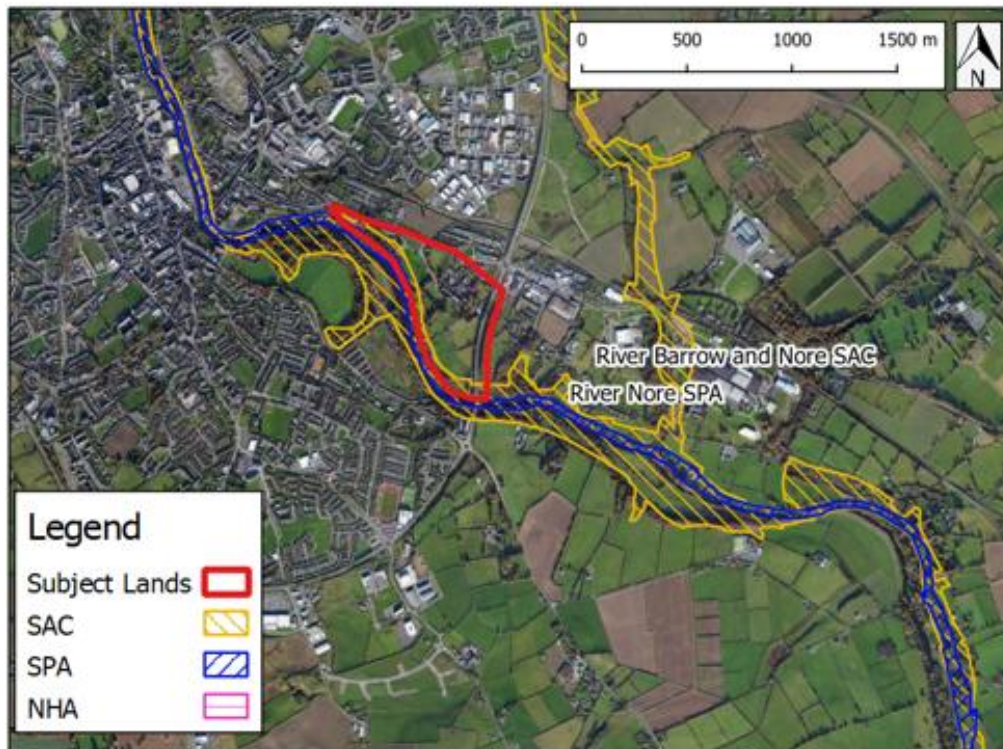 0 500 1000 1500 m
N
River Barrow and Nore SAC
River Nore SPA
Legend
Subject Lands
SAC
SPA
NHA